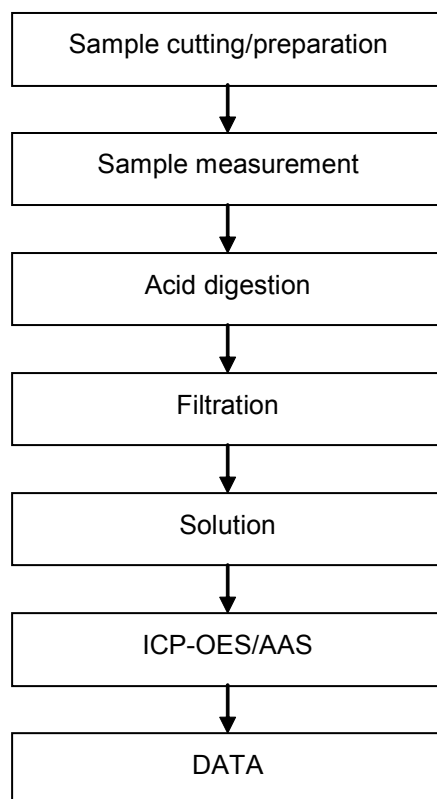 Sample cutting/preparation
Sample measurement
Acid digestion
Filtration
Solution
ICP-OES/AAS
DATA